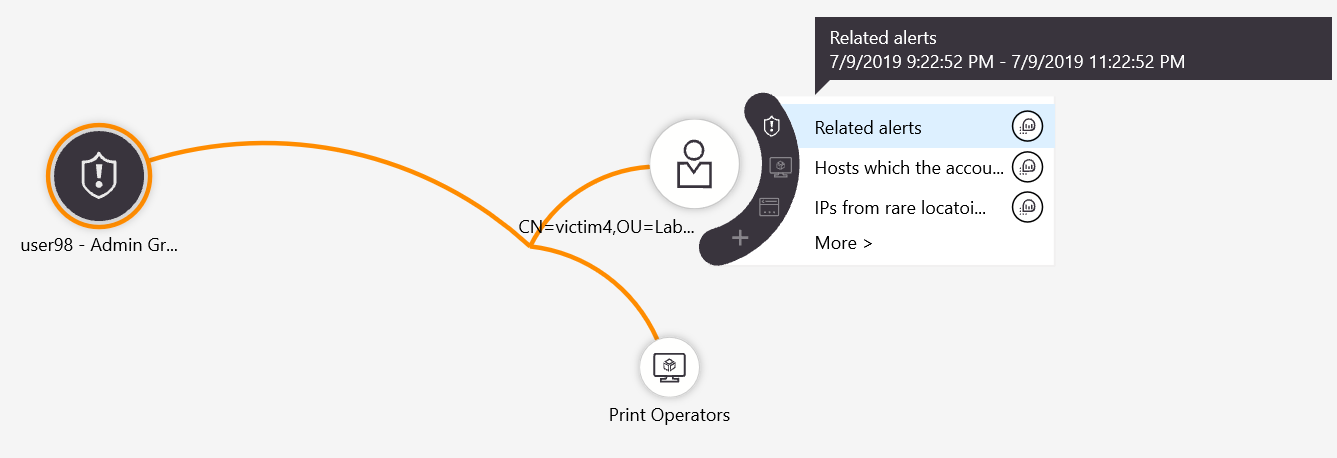 Related alerts
7/9/2019 9:22:52 PM - 7/9/2019 11:22:52 PM
Related alerts
Hosts which the accou...
IPs from rare locatoi...
More >
CN=victim4,OU=Lab...
user98 - Admin Gr...
Print Operators